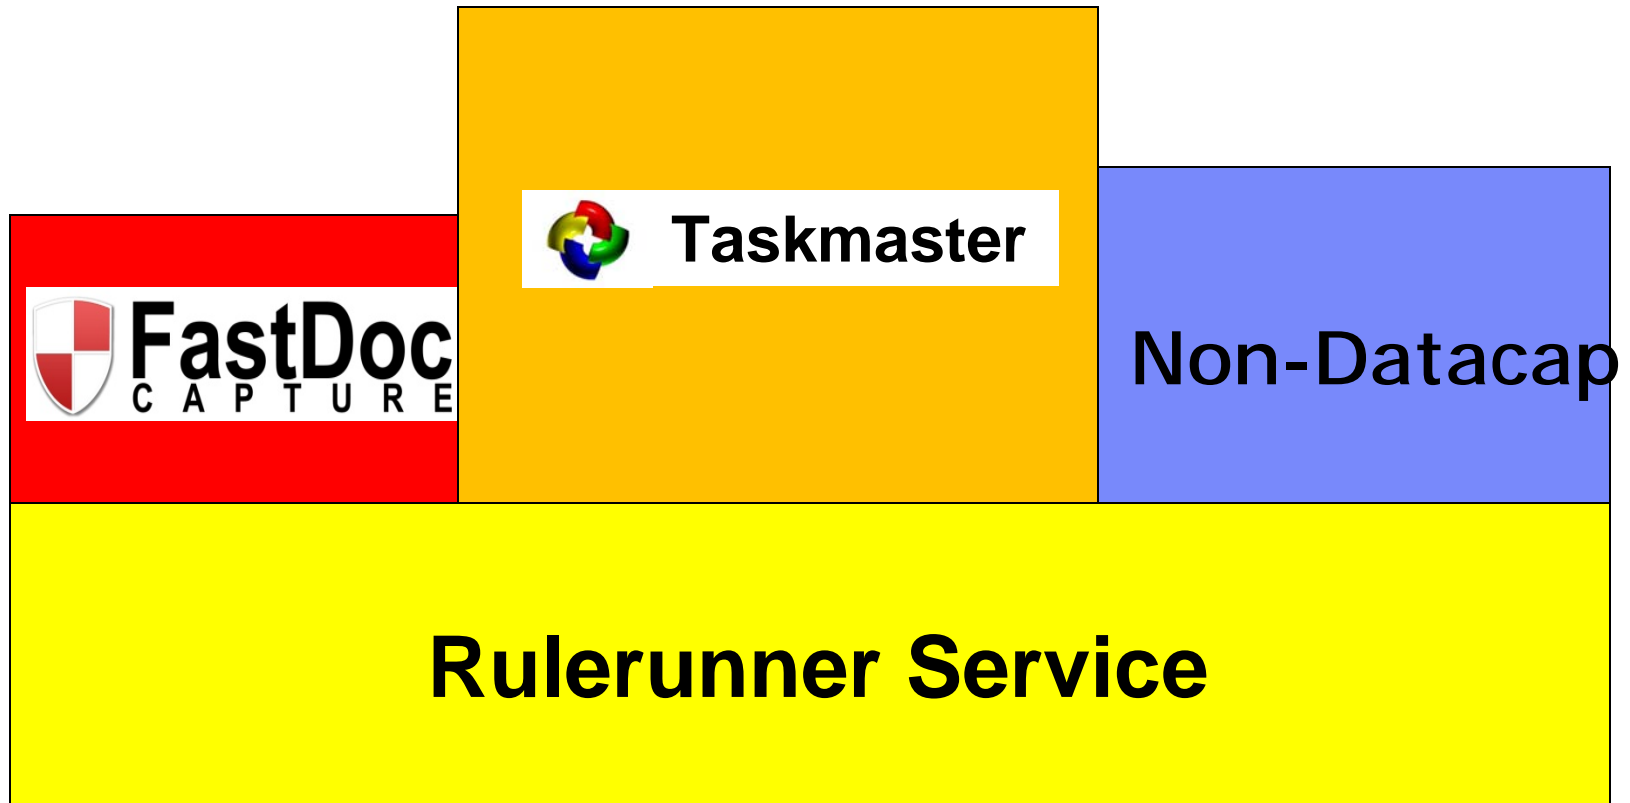 Taskmaster
FastDoc
CAPTURE
Non-Datacap
Rulerunner Service